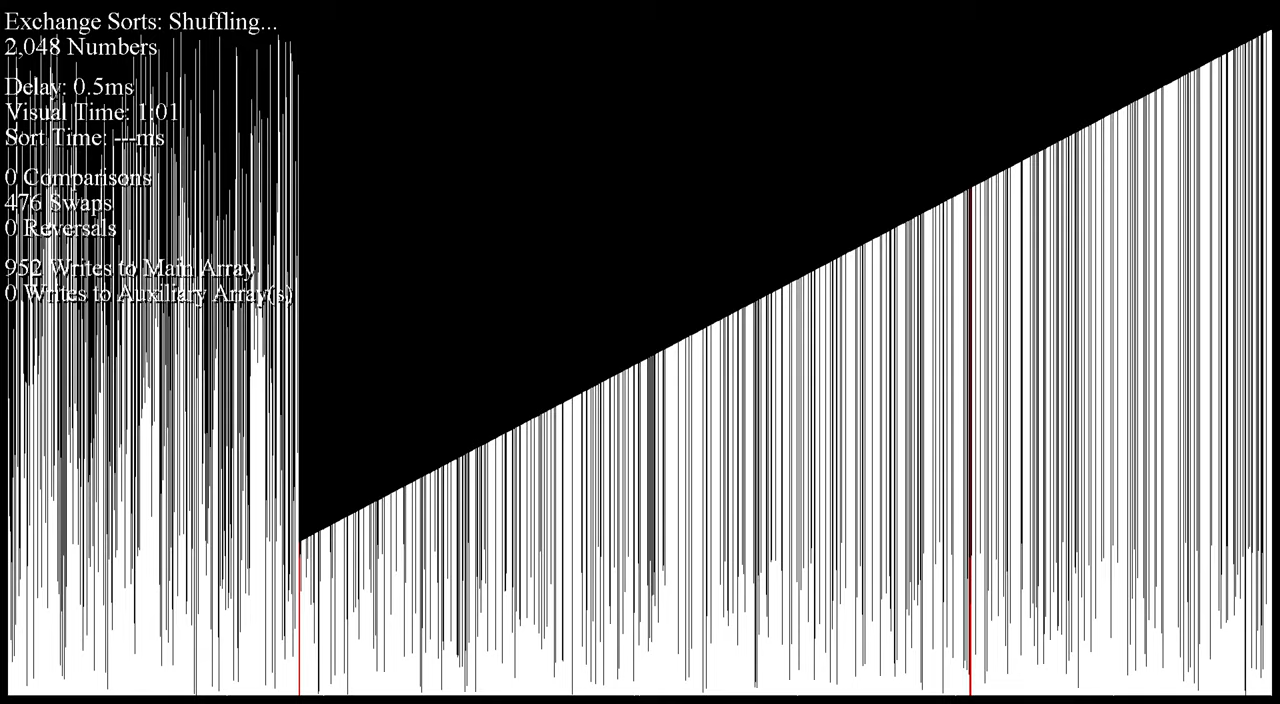 Exchange Sorts: Shuffling...
2,048 Numbers
Delay: 0.5ms
Visual Time: 1:01
Sort Time: ---ms
0 Comparisons
476 Swaps
0 Reversals
952 Writes to Main Array
0 Writes to Auxiliary Array(s)